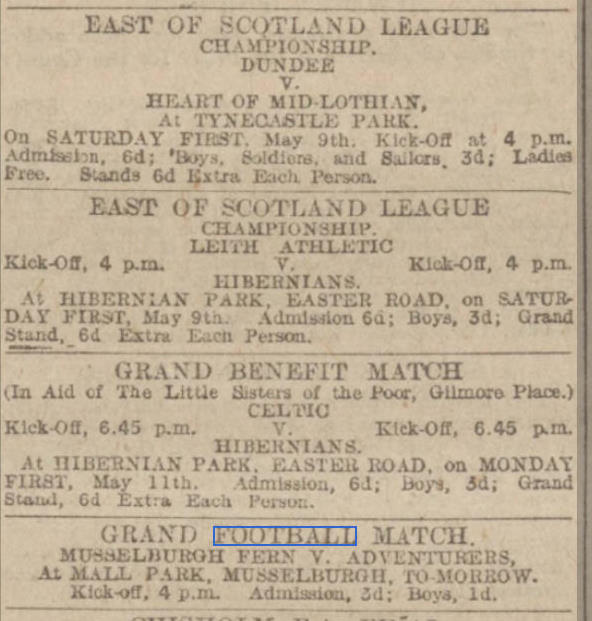 EAST OF SCOTLAND LEAGUE
CHAMPIONSHIP.
DUNDEE
V.
HEART OF MID-LOTHIAN,
At TYNECASTLE PARK.
On SATURDAY FIRST, May 9th. Kick-Off at 4 p.m.
Admission, 6d; Boys, Soldiers, and Sailors, 3d; Ladies
Free. Stands 6d Extra Each Person.
EAST OF SCOTLAND LEAGUE
CHAMPIONSHIP.
LEITH ATHLETIC
Kick-Off, 4 p.m. V. Kick-Off, 4 p.m.
HIBERNIANS.
At HIBERNIAN PARK, EASTER ROAD, on SATUR-
DAY FIRST, May 9th. Admission 6d; Boys, 3d; Grand
Stand, 6d Extra Each Person.
GRAND BENEFIT MATCH
(In Aid of The Little Sisters of the Poor, Gilmore Place.)
CELTIC
Kick-Off, 6.45 p.m. V. Kick-Off, 6.45 p.m.
HIBERNIANS.
At HIBERNIAN PARK, EASTER ROAD, on MONDAY
FIRST, May 11th. Admission, 6d; Boys, 3d; Grand
Stand, 6d Extra Each Person.
GRAND FOOTBALL MATCH.
MUSSELBURGH FERN V. ADVENTURERS,
At MALL PARK, MUSSELBURGH, TO-MORROW.
Kick-off, 4 p.m. Admission, 3d; Boys, 1d.